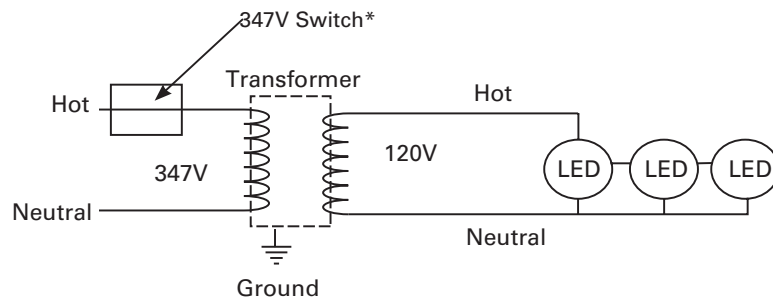 347V Switch*
Transformer
Hot
Hot
347V
120V
LED
LED
LED
Neutral
Neutral
Ground